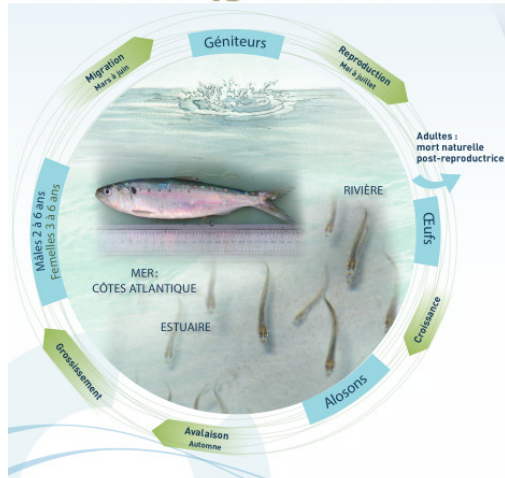 Géniteurs
Reproduction
Mai à juillet
Adultes :
mort naturelle
post-reproductrice
Œufs
Croissance
Alosons
Avalaison
Automne
Grossissement
Mâles 2 à 6 ans
Femelles 3 à 6 ans
Migration
Mars à juin
RIVIÈRE
MER:
CÔTES ATLANTIQUE
ESTUAIRE